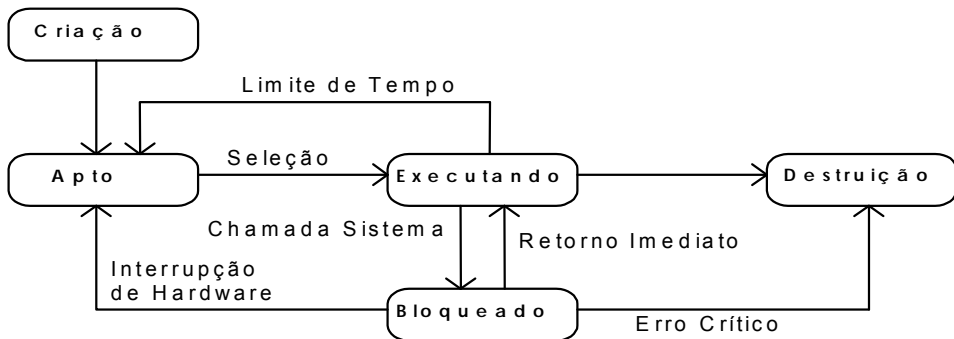 Criação
Limite de Tempo
Seleção
Apto
Executando
Destruição
Chamada Sistema
Retorno Imediato
Interrupção
de Hardware
Bloqueado
Erro Crítico